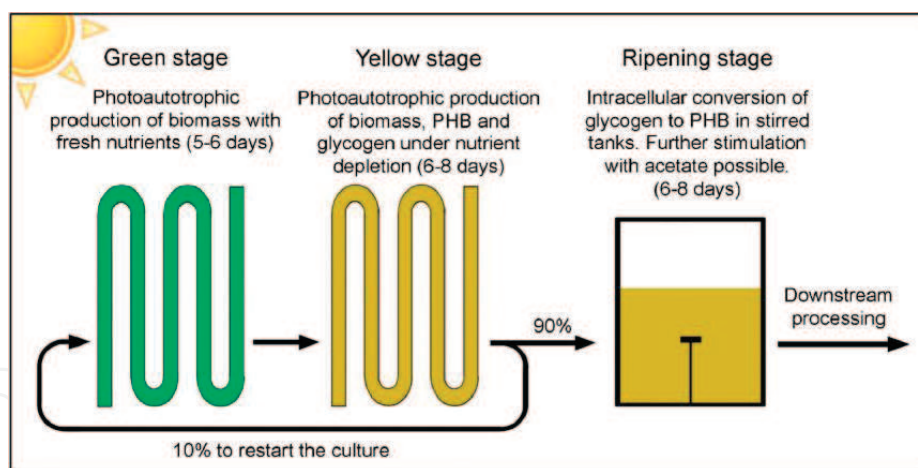 Green stage
Photoautotrophic
production of biomass with
fresh nutrients (5-6 days)
Yellow stage
Photoautotrophic production
of biomass, PHB and
glycogen under nutrient
depletion (6-8 days)
Ripening stage
Intracellular conversion of
glycogen to PHB in stirred
tanks. Further stimulation
with acetate possible.
(6-8 days)
90%
Downstream
processing
10% to restart the culture